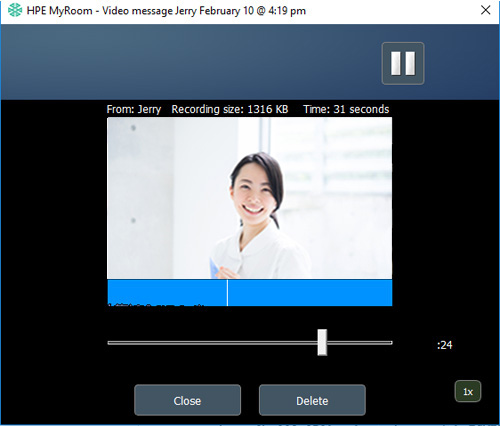 HPE MyRoom - Video message Jerry February 10 @ 4:19 pm
From: Jerry Recording size: 1316 KB Time: 31 seconds
:24
1x
Close Delete